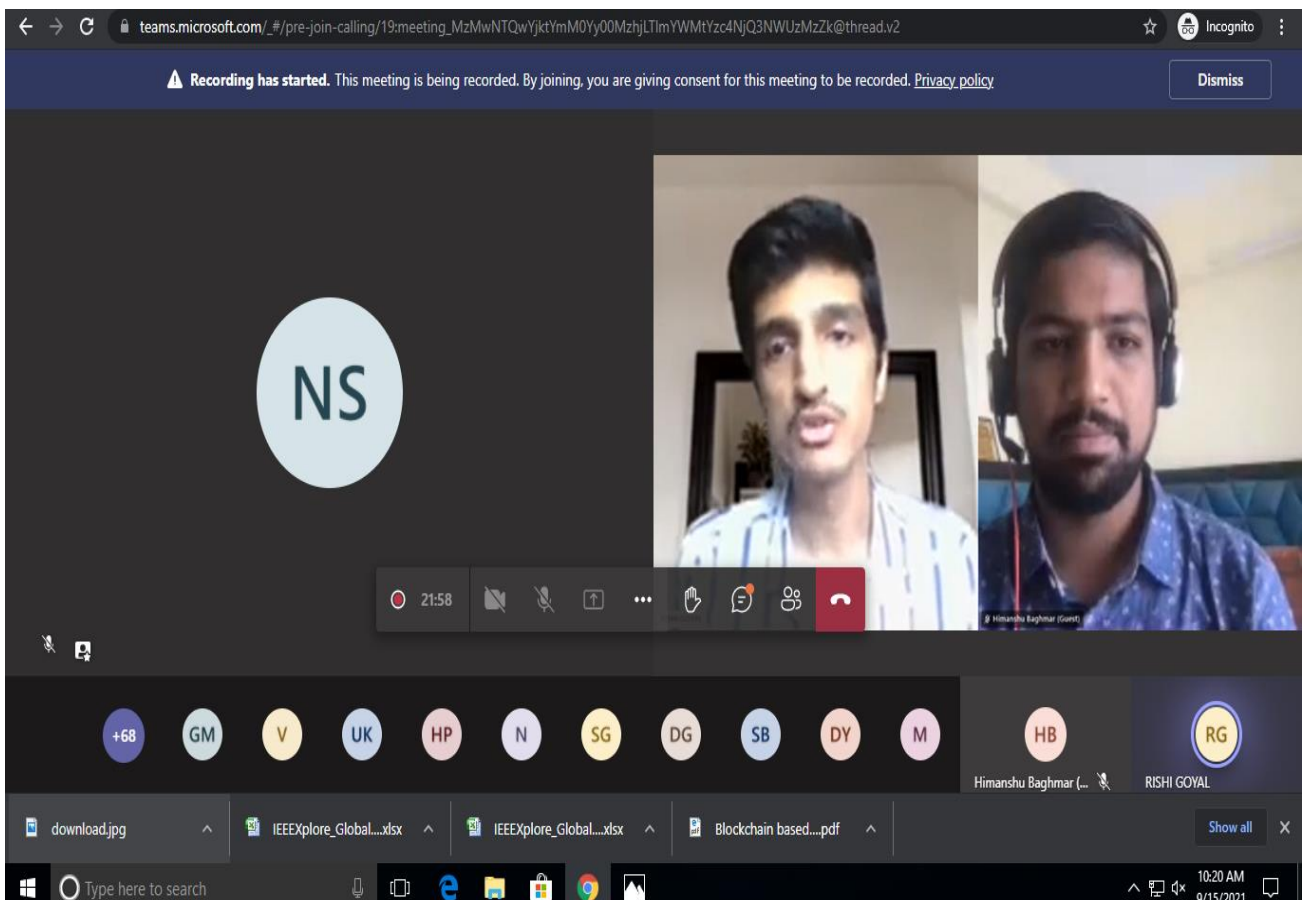 teams.microsoft.com/_#/pre-join-calling/19:meeting_MzMwNTQwYjktYmM0Yy00MzhjLTlmYWMtYzc4NjQ3NWUzMzZk@thread.v2
Incognito
Recording has started. This meeting is being recorded. By joining, you are giving consent for this meeting to be recorded. Privacy policy
Dismiss
NS
21:58
Himanshu Baghmar (Guest)
+68 GM V UK HP N SG DG SB DY M HB RG
Himanshu Baghmar (... RISHI GOYAL
download.jpg IEEEXplore_Global....xlsx IEEEXplore_Global....xlsx Blockchain based....pdf Show all
Type here to search
10:20 AM
9/15/2021